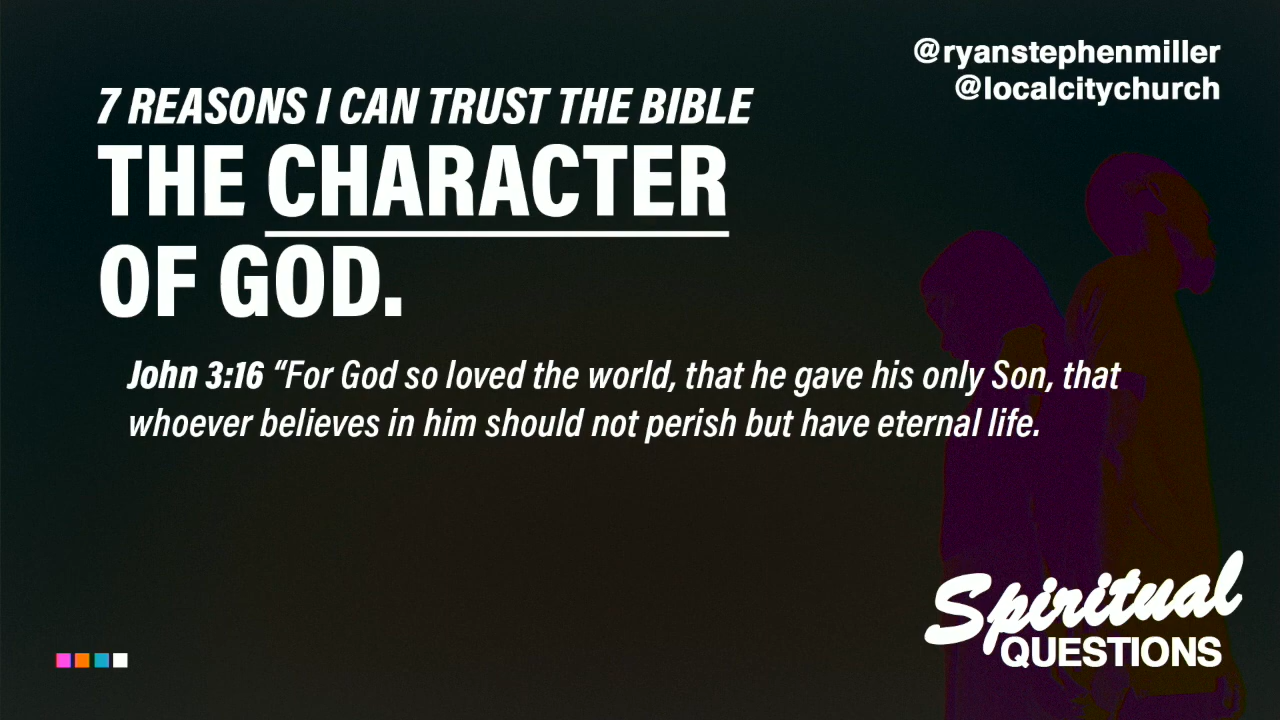 @ryanstephenmiller
@localcitychurch
7 REASONS I CAN TRUST THE BIBLE
THE CHARACTER
OF GOD.
John 3:16 “For God so loved the world, that he gave his only Son, that
whoever believes in him should not perish but have eternal life.
Spiritual
QUESTIONS